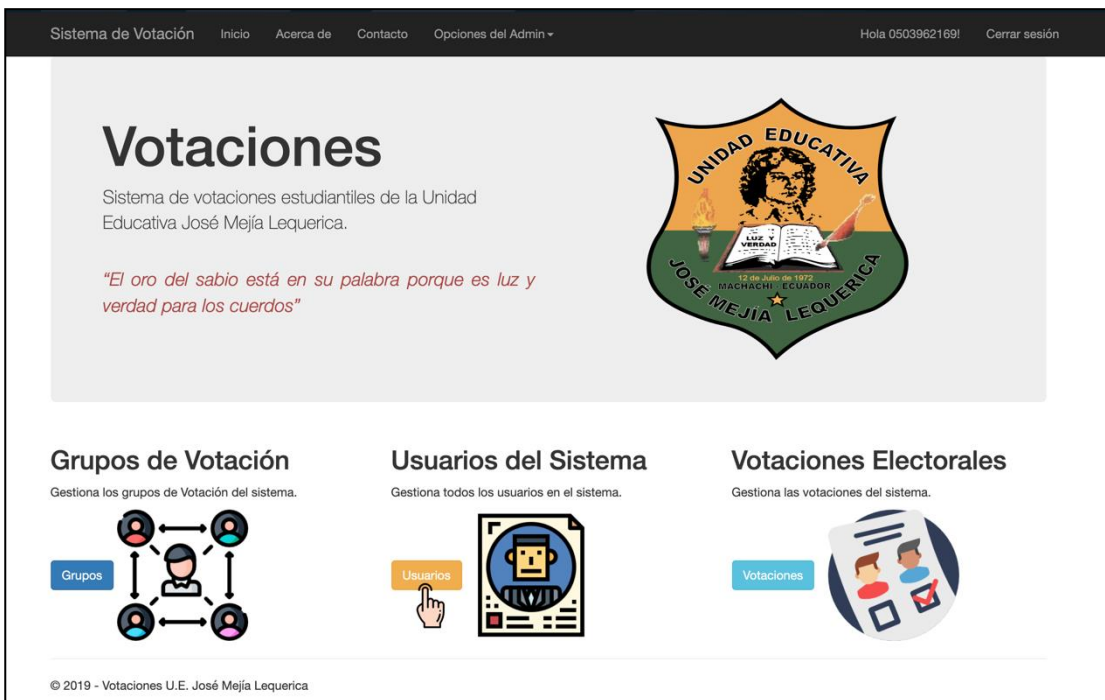 Sistema de Votación Inicio Acerca de Contacto Opciones del Admin Hola 0503962169! Cerrar sesión
Votaciones
Sistema de votaciones estudiantiles de la Unidad
Educativa José Mejía Lequerica.
“El oro del sabio está en su palabra porque es luz y
verdad para los cuerdos”
UNIDAD EDUCATIVA
LUZ Y
VERDAD
12 de Julio de 1972
MACHACHI - ECUADOR
JOSÉ MEJÍA LEQUERICA
Grupos de Votación
Gestiona los grupos de Votación del sistema.
Grupos
Usuarios del Sistema
Gestiona todos los usuarios en el sistema.
Usuarios
Votaciones Electorales
Gestiona las votaciones del sistema.
Votaciones
© 2019 - Votaciones U.E. José Mejía Lequerica